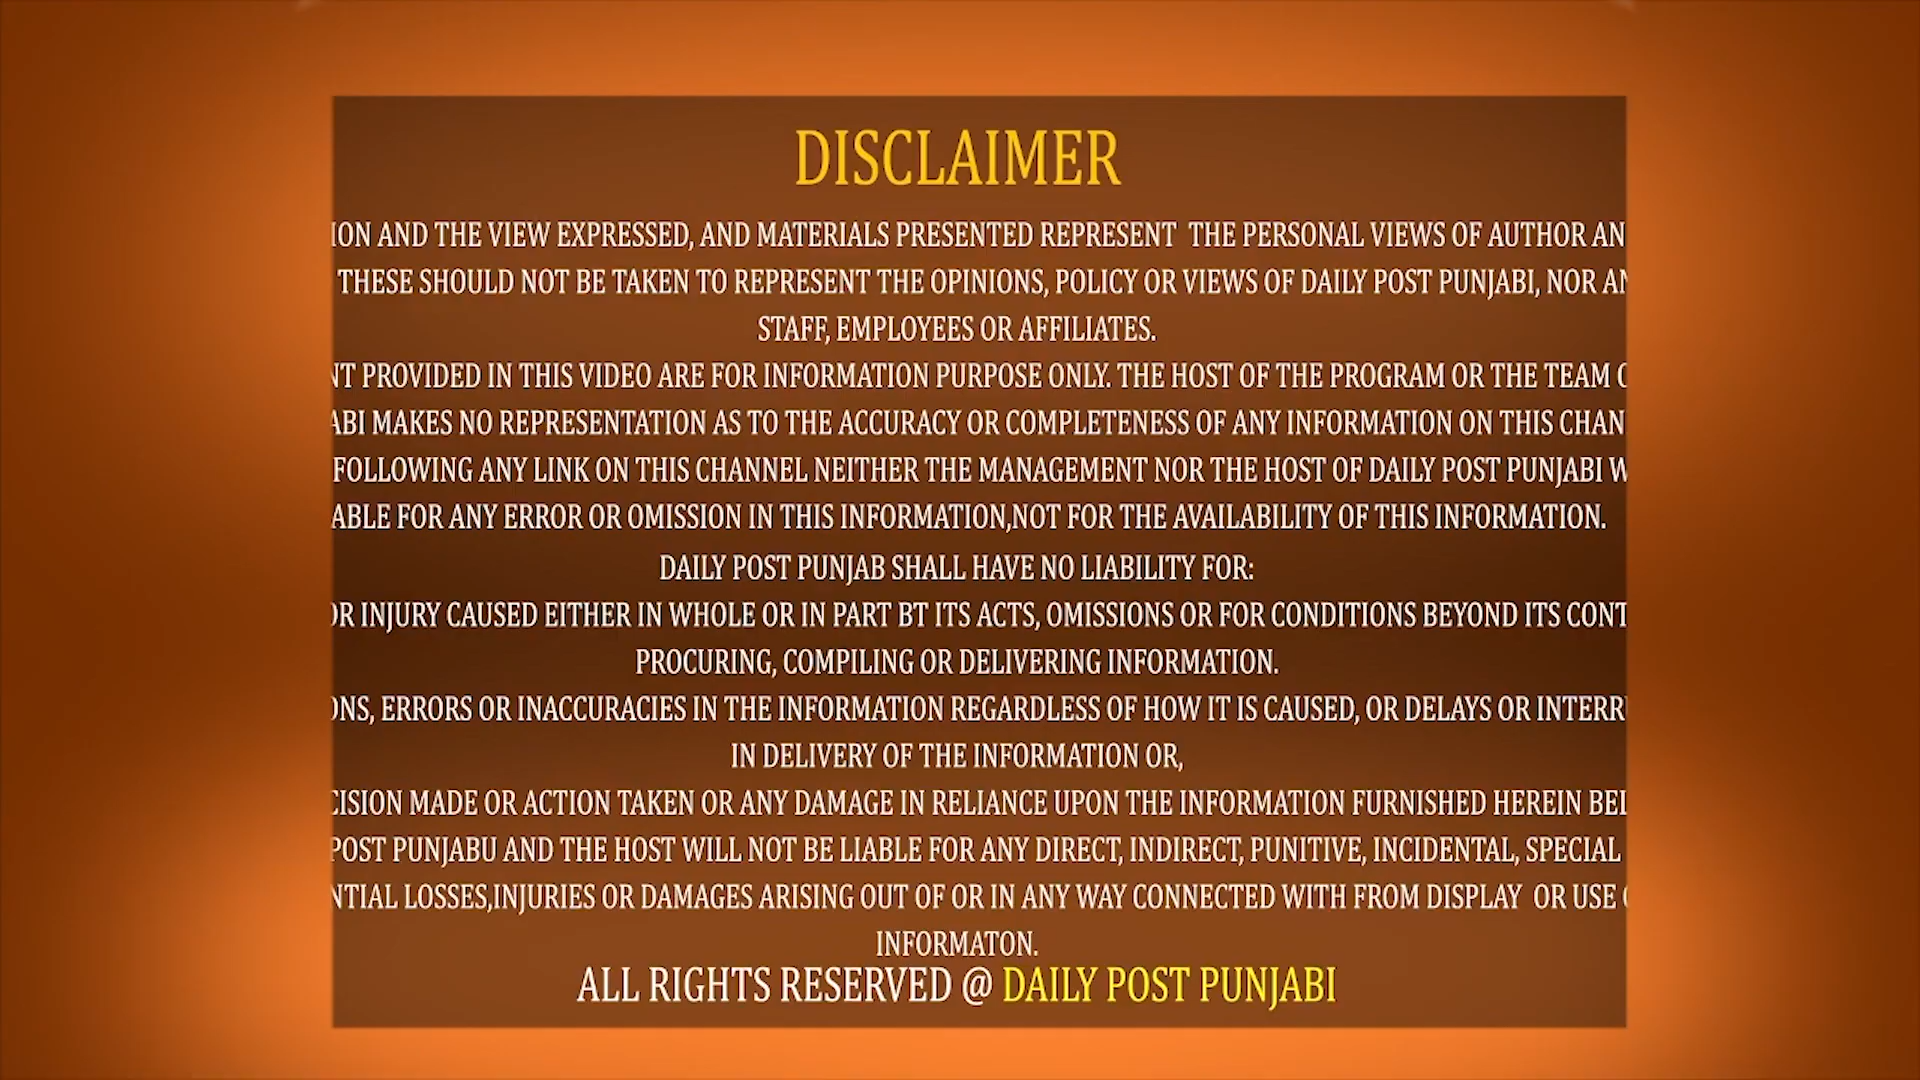 DISCLAIMER
ION AND THE VIEW EXPRESSED, AND MATERIALS PRESENTED REPRESENT THE PERSONAL VIEWS OF AUTHOR AN
THESE SHOULD NOT BE TAKEN TO REPRESENT THE OPINIONS, POLICY OR VIEWS OF DAILY POST PUNJABI, NOR AN
STAFF, EMPLOYEES OR AFFILIATES.
NT PROVIDED IN THIS VIDEO ARE FOR INFORMATION PURPOSE ONLY. THE HOST OF THE PROGRAM OR THE TEAM
ABI MAKES NO REPRESENTATION AS TO THE ACCURACY OR COMPLETENESS OF ANY INFORMATION ON THIS CHAN
FOLLOWING ANY LINK ON THIS CHANNEL NEITHER THE MANAGEMENT NOR THE HOST OF DAILY POST PUNJABI W
ABLE FOR ANY ERROR OR OMISSION IN THIS INFORMATION,NOT FOR THE AVAILABILITY OF THIS INFORMATION.
DAILY POST PUNJAB SHALL HAVE NO LIABILITY FOR:
OR INJURY CAUSED EITHER IN WHOLE OR IN PART BT ITS ACTS, OMISSIONS OR FOR CONDITIONS BEYOND ITS CONT
PROCURING, COMPILING OR DELIVERING INFORMATION.
ONS, ERRORS OR INACCURACIES IN THE INFORMATION REGARDLESS OF HOW IT IS CAUSED, OR DELAYS OR INTERR
IN DELIVERY OF THE INFORMATION OR,
CISION MADE OR ACTION TAKEN OR ANY DAMAGE IN RELIANCE UPON THE INFORMATION FURNISHED HEREIN BEL
POST PUNJABU AND THE HOST WILL NOT BE LIABLE FOR ANY DIRECT, INDIRECT, PUNITIVE, INCIDENTAL, SPECIAL
NTIAL LOSSES,INJURIES OR DAMAGES ARISING OUT OF OR IN ANY WAY CONNECTED WITH FROM DISPLAY OR USE
INFORMATON.
ALL RIGHTS RESERVED @ DAILY POST PUNJABI